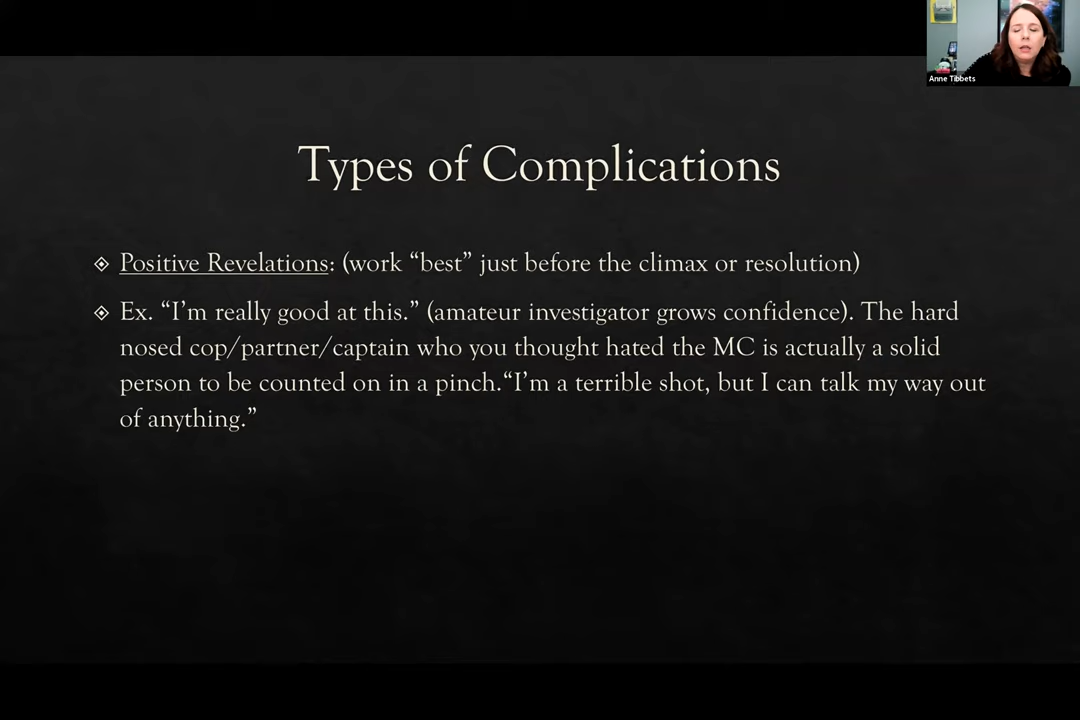 Anne Tibbets
Types of Complications
Positive Revelations: (work “best” just before the climax or resolution)
Ex. “I’m really good at this.” (amateur investigator grows confidence). The hard
nosed cop/partner/captain who you thought hated the MC is actually a solid
person to be counted on in a pinch.“I’m a terrible shot, but I can talk my way out
of anything.”